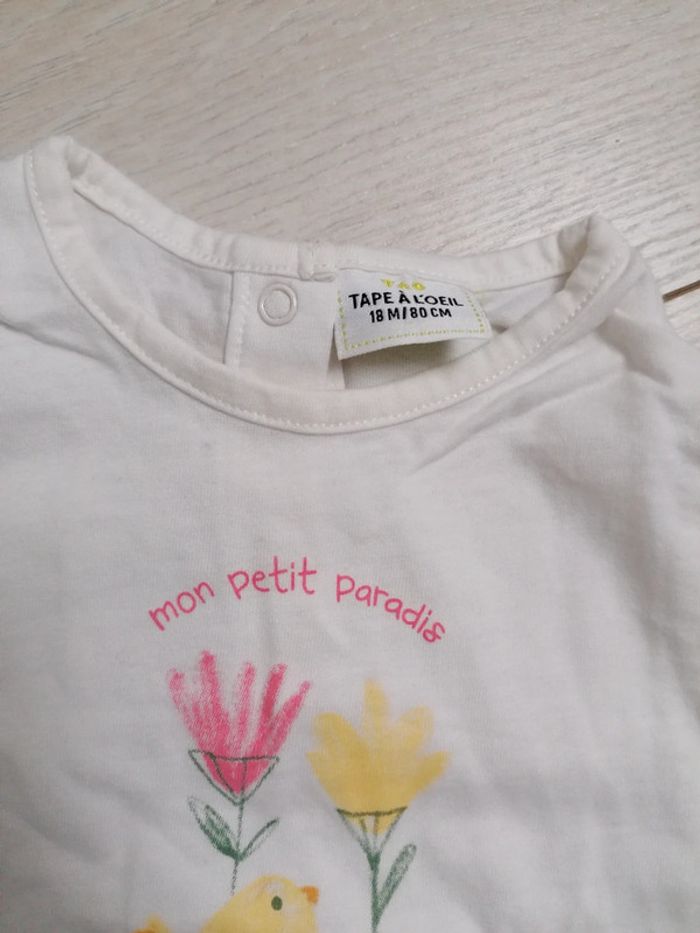 TAO
TAPE À L'OEIL
18 M/80 CM
mon petit paradis